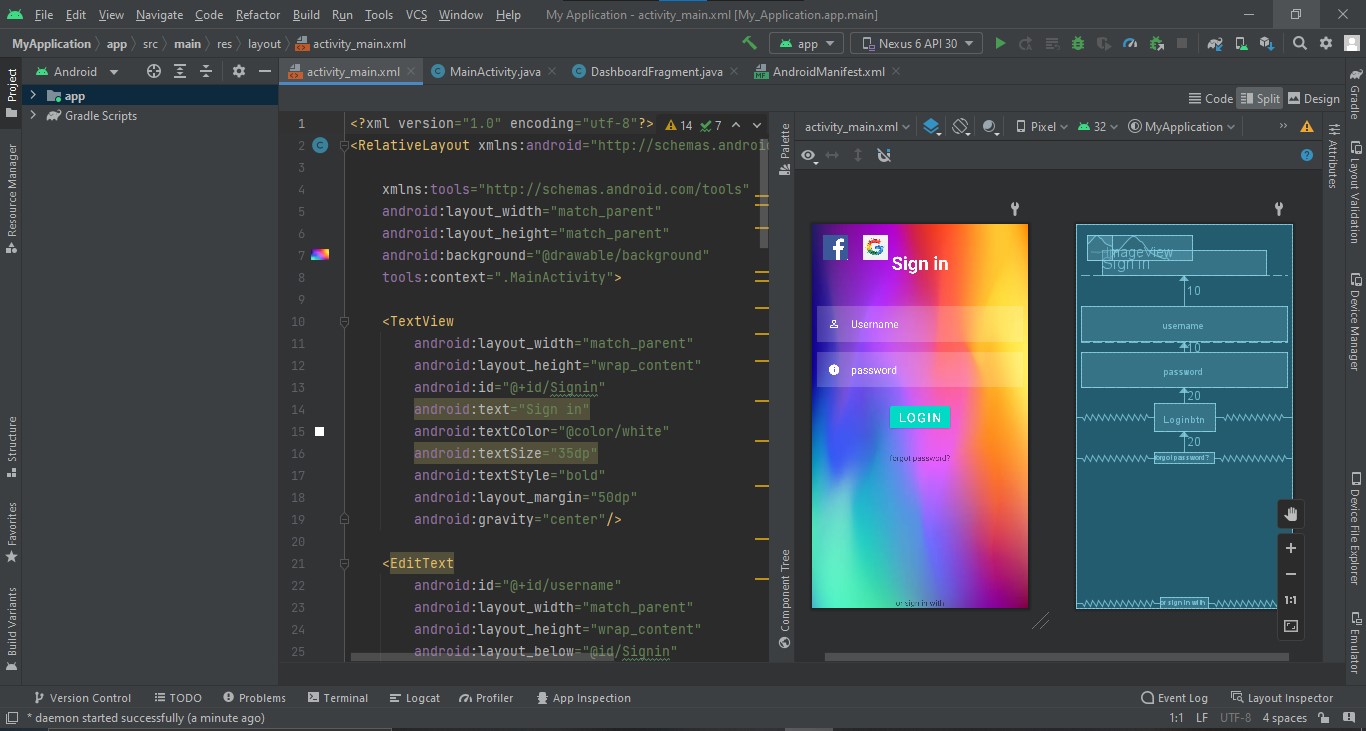 File Edit View Navigate Code Refactor Build Run Tools VCS Window Help My Application - activity_main.xml [My_Application.app.main]
MyApplication app src main res layout activity_main.xml app Nexus 6 API 30
Project
Android
activity_main.xml MainActivity.java DashboardFragment.java AndroidManifest.xml
app
Gradle Scripts
Code Split Design
Resource Manager
Structure
Favorites
Build Variants
14 7
1 <?xml version="1.0" encoding="utf-8"?>
2 <RelativeLayout xmlns:android="http://schemas.androi
3
4 xmlns:tools="http://schemas.android.com/tools"
5 android:layout_width="match_parent"
6 android:layout_height="match_parent"
7 android:background="@drawable/background"
8 tools:context=".MainActivity">
9
10 <TextView
11 android:layout_width="match_parent"
12 android:layout_height="wrap_content"
13 android:id="@+id/Signin"
14 android:text="Sign in"
15 android:textColor="@color/white"
16 android:textSize="35dp"
17 android:textStyle="bold"
18 android:layout_margin="50dp"
19 android:gravity="center"/>
20
21 <EditText
22 android:id="@+id/username"
23 android:layout_width="match_parent"
24 android:layout_height="wrap_content"
25 android:layout_below="@id/Signin"
Palette
Component Tree
activity_main.xml Pixel 32 MyApplication
Sign in
Username
password
LOGIN
forgot password?
or sign in with
ImageView
Sign in
10
username
10
password
20
Loginbtn
20
forgot password?
or sign in with
1:1
Attributes
Gradle
Layout Validation
Device Manager
Device File Explorer
Emulator
Version Control TODO Problems Terminal Logcat Profiler App Inspection Event Log Layout Inspector
* daemon started successfully (a minute ago) 1:1 LF UTF-8 4 spaces